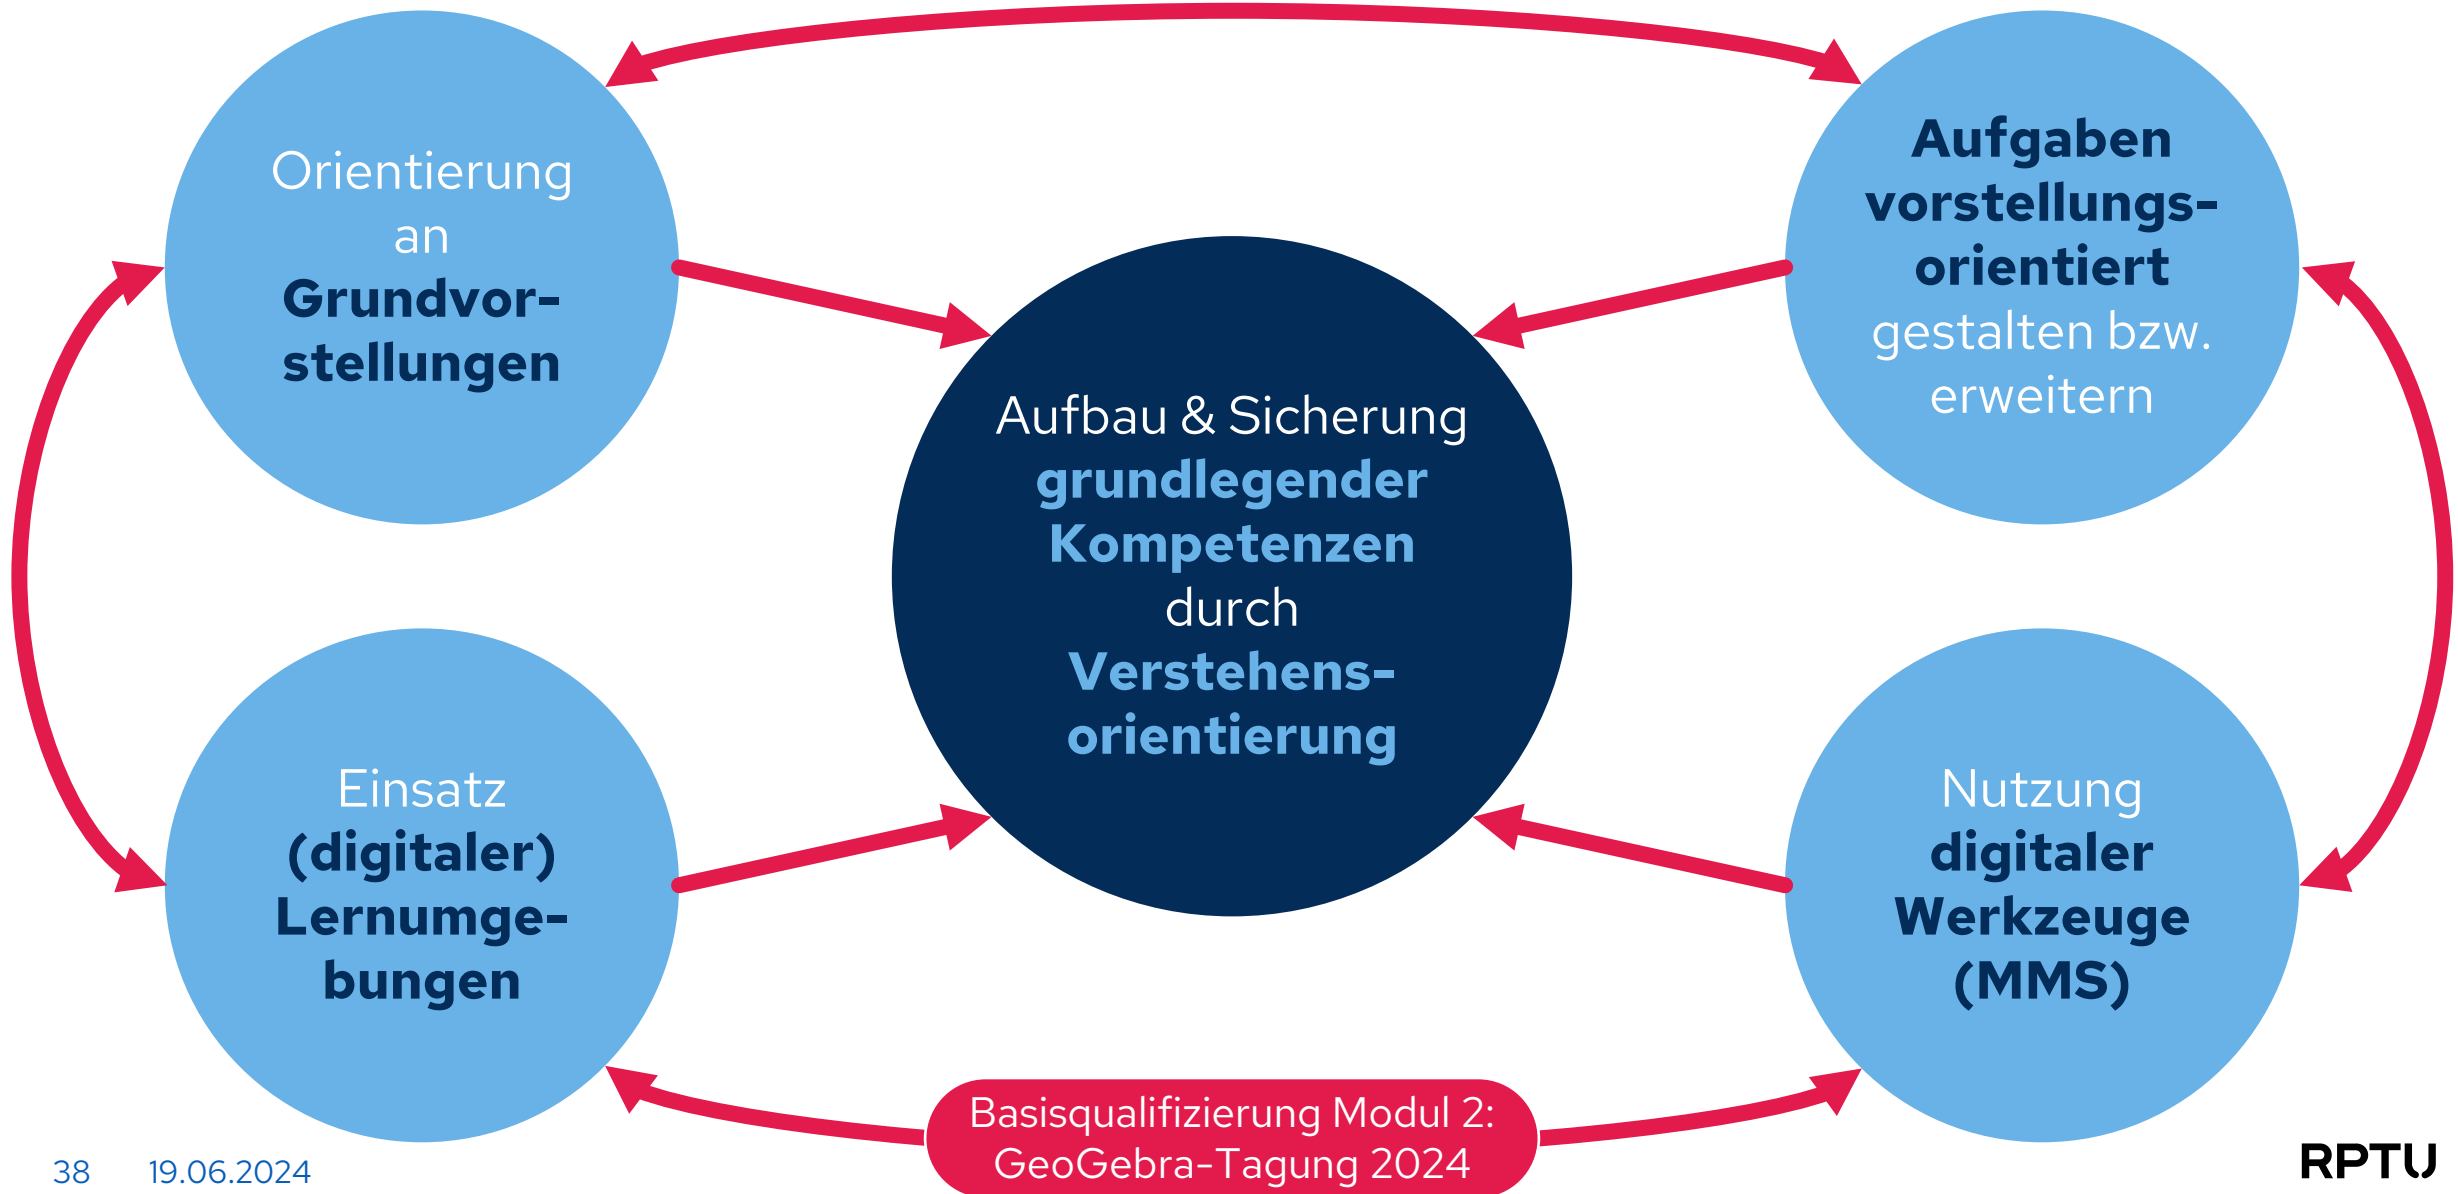 Orientierung
an
Grundvor-
stellungen
Aufgaben
vorstellungs-
orientiert
gestalten bzw.
erweitern
Aufbau & Sicherung
grundlegender
Kompetenzen
durch
Verstehens-
orientierung
Einsatz
(digitaler)
Lernumge-
bungen
Nutzung
digitaler
Werkzeuge
(MMS)
Basisqualifizierung Modul 2:
GeoGebra-Tagung 2024
38 19.06.2024
RPTU